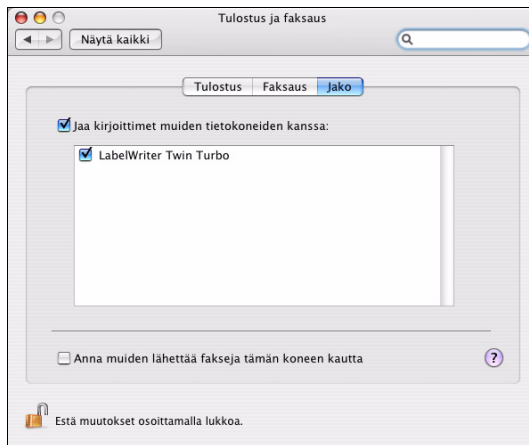 Tulostus ja faksaus
Näytä kaikki
Tulostus Faksaus Jako
Jaa kirjoittimet muiden tietokoneiden kanssa:
LabelWriter Twin Turbo
Anna muiden lähettää fakseja tämän koneen kautta
?
Estä muutokset osoittamalla lukkoa.